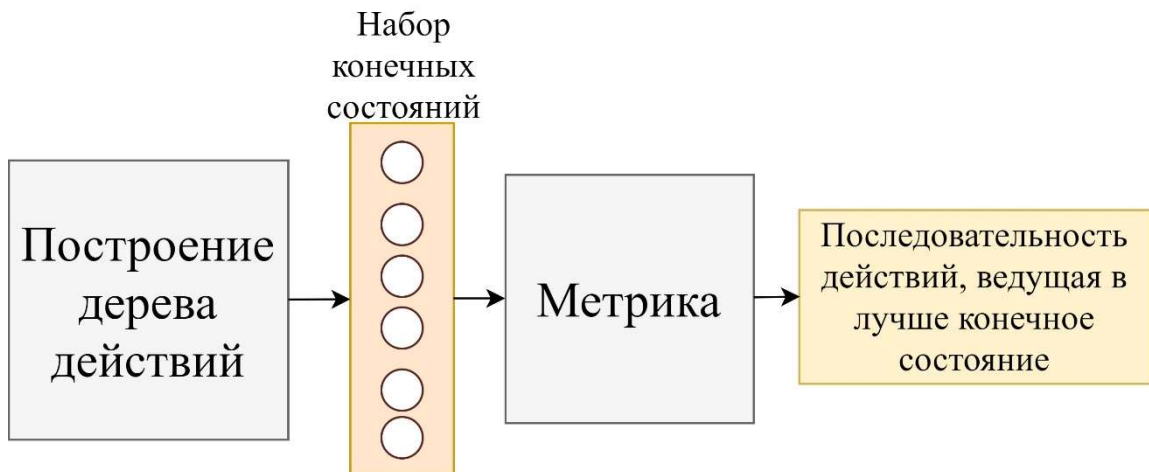 Набор
конечных
состояний
Построение
дерева
действий
Метрика
Последовательность
действий, ведущая в
лучше конечное
состояние